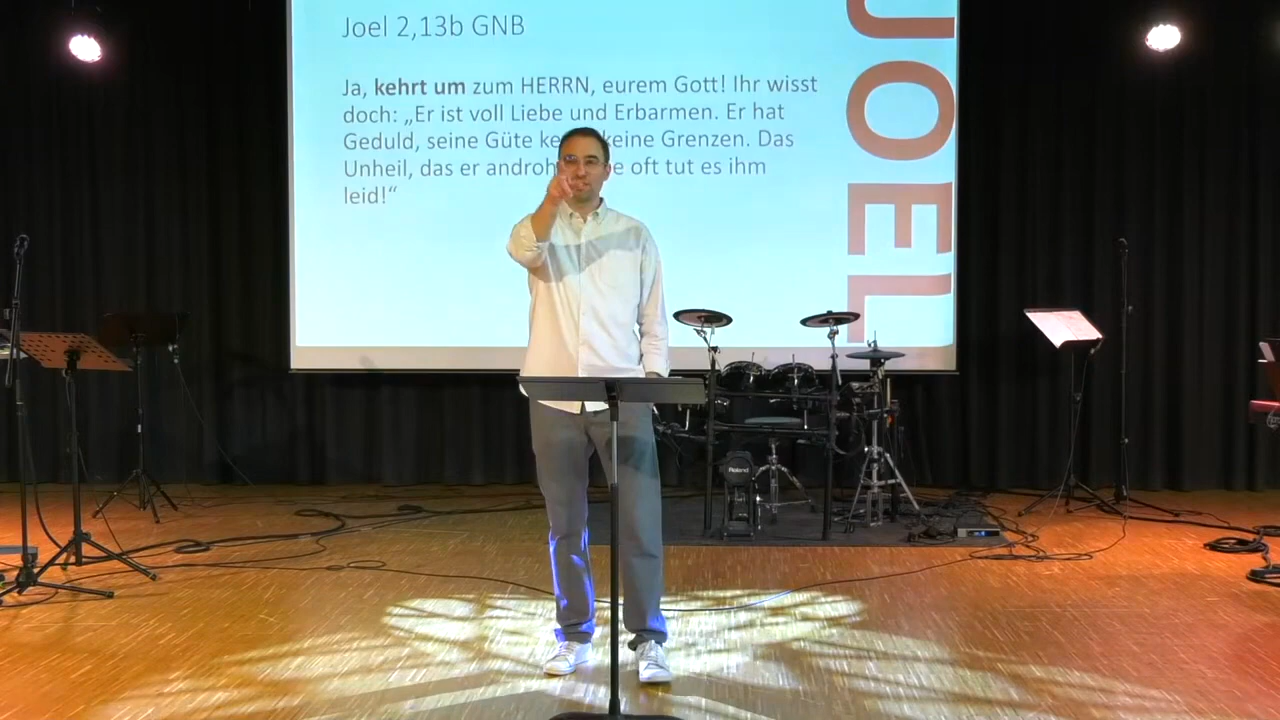 Joel 2,13b GNB
Ja, kehrt um zum HERRN, eurem Gott! Ihr wisst
doch: „Er ist voll Liebe und Erbarmen. Er hat
Geduld, seine Güte keine Grenzen. Das
Unheil, das er oft tut es ihm
leid!“
JOEL
Roland